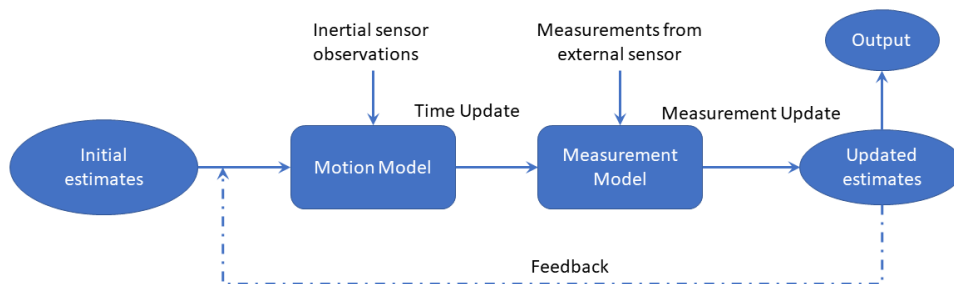 Inertial sensor
observations
Measurements from
external sensor
Output
Time Update
Measurement Update
Initial
estimates
Motion Model
Measurement
Model
Updated
estimates
Feedback